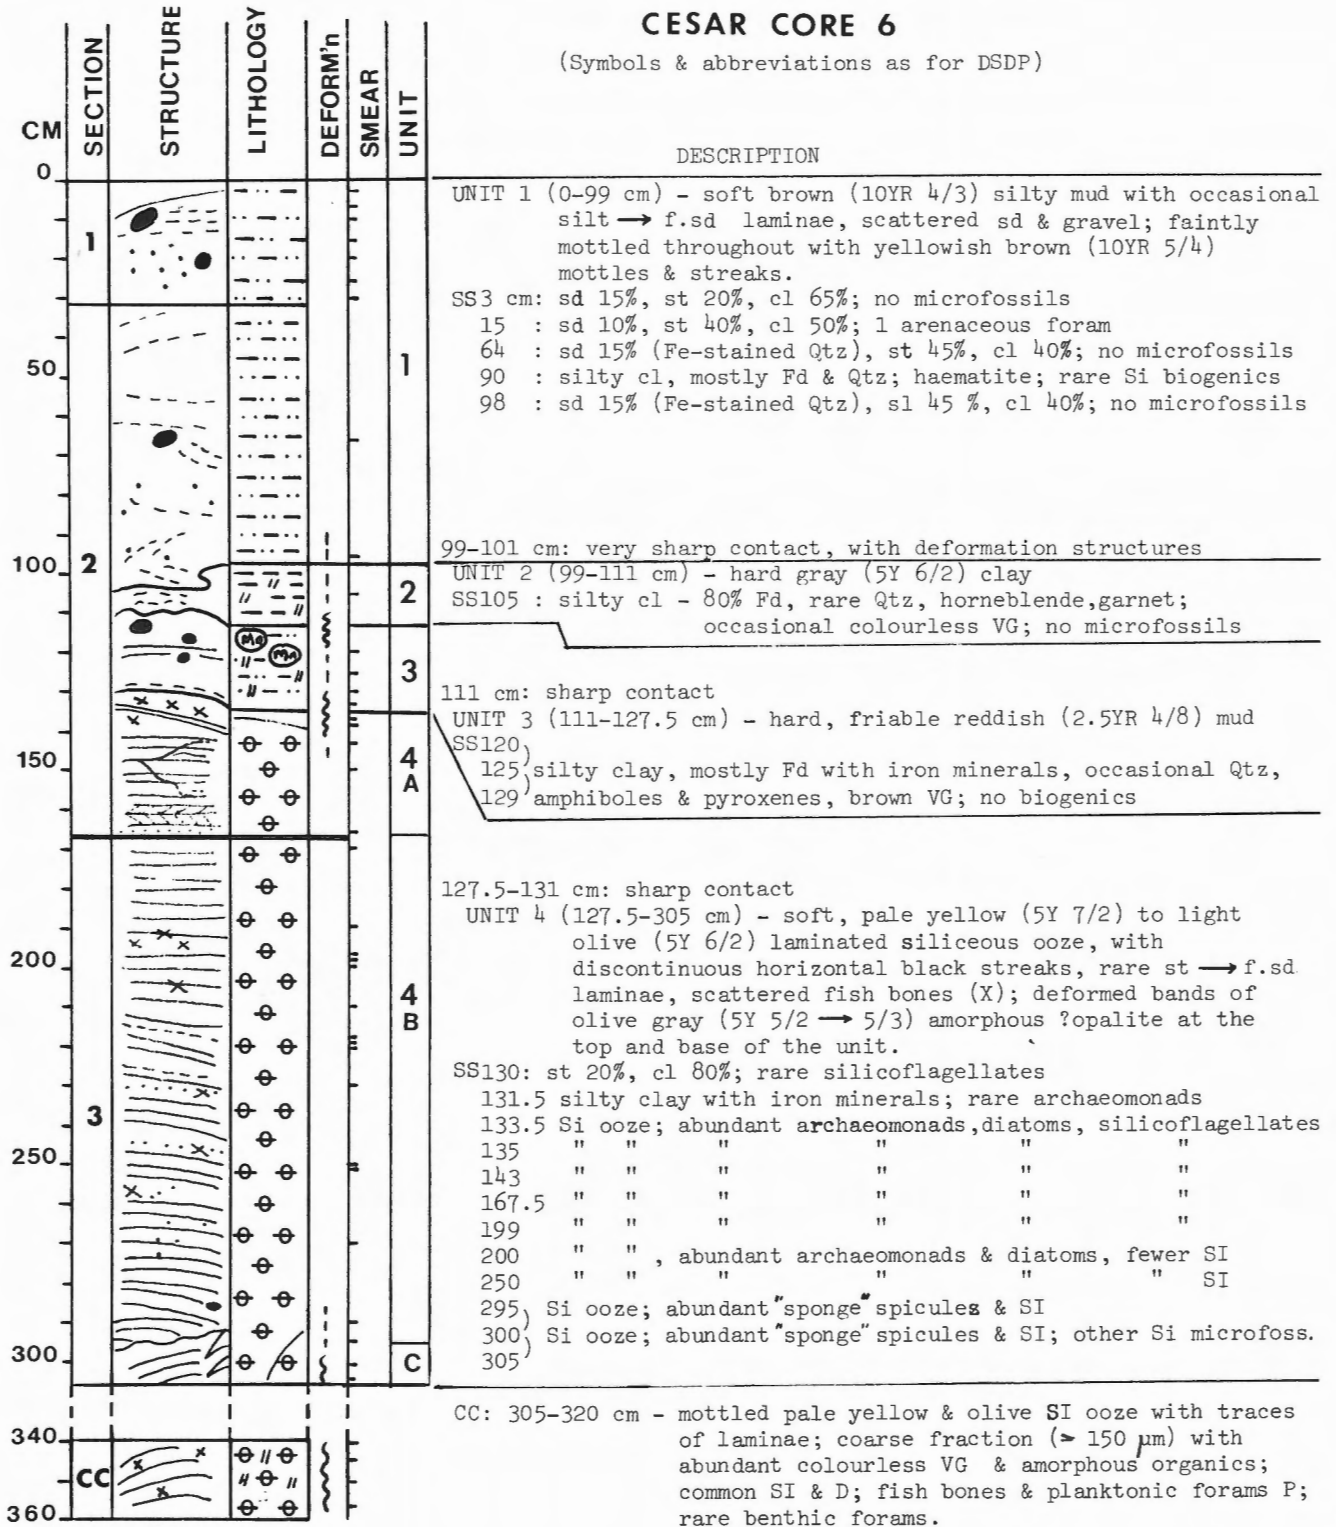 CESAR CORE 6
(Symbols & abbreviations as for DSDP)
CM
SECTION
STRUCTURE
LITHOLOGY
DEFORM'n
SMEAR
UNIT
DESCRIPTION
0
50
100
150
200
250
300
340
360
1
2
3
CC
Mn
Mn
1
2
3
4
A
4
B
C
UNIT 1 (0-99 cm) - soft brown (10YR 4/3) silty mud with occasional
silt → f.sd laminae, scattered sd & gravel; faintly
mottled throughout with yellowish brown (10YR 5/4)
mottles & streaks.
SS3 cm: sd 15%, st 20%, cl 65%; no microfossils
15 : sd 10%, st 40%, cl 50%; 1 arenaceous foram
64 : sd 15% (Fe-stained Qtz), st 45%, cl 40%; no microfossils
90 : silty cl, mostly Fd & Qtz; haematite; rare Si biogenics
98 : sd 15% (Fe-stained Qtz), sl 45 %, cl 40%; no microfossils
99-101 cm: very sharp contact, with deformation structures
UNIT 2 (99-111 cm) - hard gray (5Y 6/2) clay
SS105 : silty cl - 80% Fd, rare Qtz, horneblende,garnet;
occasional colourless VG; no microfossils
111 cm: sharp contact
UNIT 3 (111-127.5 cm) - hard, friable reddish (2.5YR 4/8) mud
SS120)
125) silty clay, mostly Fd with iron minerals, occasional Qtz,
129) amphiboles & pyroxenes, brown VG; no biogenics
127.5-131 cm: sharp contact
UNIT 4 (127.5-305 cm) - soft, pale yellow (5Y 7/2) to light
olive (5Y 6/2) laminated siliceous ooze, with
discontinuous horizontal black streaks, rare st → f.sd
laminae, scattered fish bones (X); deformed bands of
olive gray (5Y 5/2 → 5/3) amorphous ?opalite at the
top and base of the unit.
SS130: st 20%, cl 80%; rare silicoflagellates
131.5 silty clay with iron minerals; rare archaeomonads
133.5 Si ooze; abundant archaeomonads,diatoms, silicoflagellates
135 " " " " " "
143 " " " " " "
167.5 " " " " " "
199 " " " " " "
200 " " , abundant archaeomonads & diatoms, fewer SI
250 " " " " " " SI
295) Si ooze; abundant "sponge" spicules & SI
300) Si ooze; abundant "sponge" spicules & SI; other Si microfoss.
305)
CC: 305-320 cm - mottled pale yellow & olive SI ooze with traces
of laminae; coarse fraction (> 150 µm) with
abundant colourless VG & amorphous organics;
common SI & D; fish bones & planktonic forams P;
rare benthic forams.